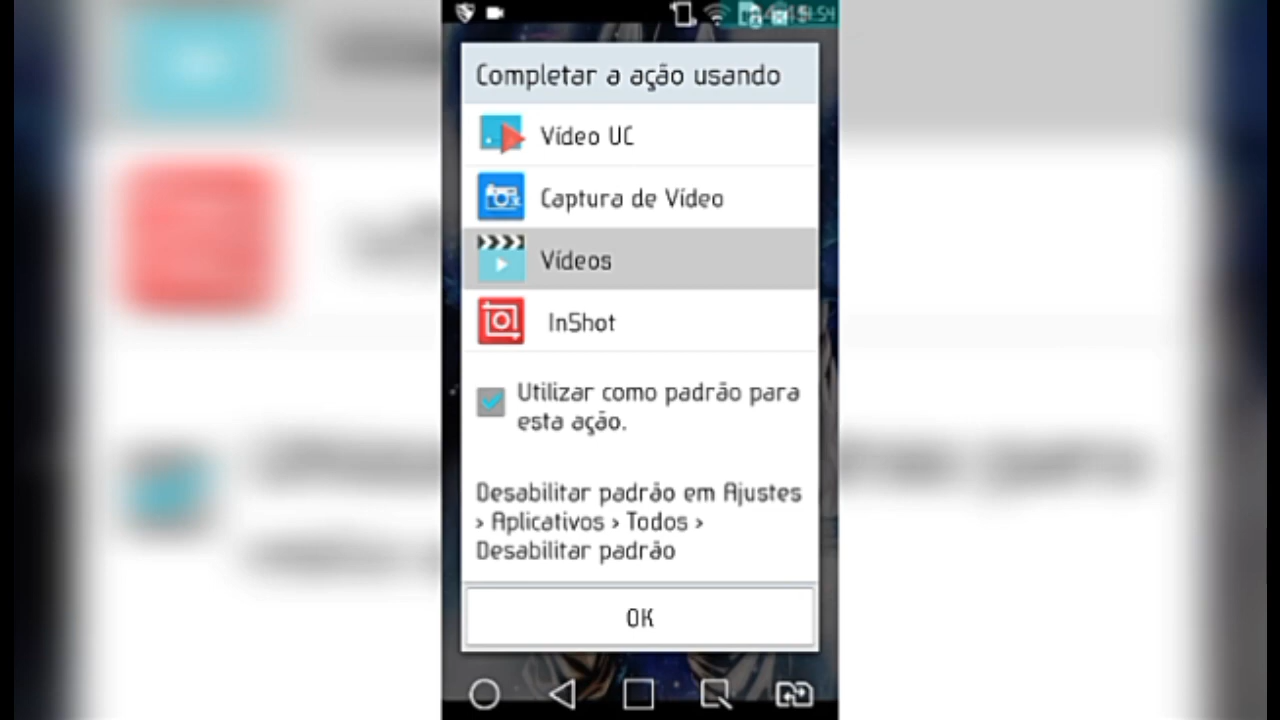 Completar a ação usando
Vídeo UC
Captura de Vídeo
Vídeos
InShot
Utilizar como padrão para
esta ação.
Desabilitar padrão em Ajustes
> Aplicativos > Todos >
Desabilitar padrão
OK